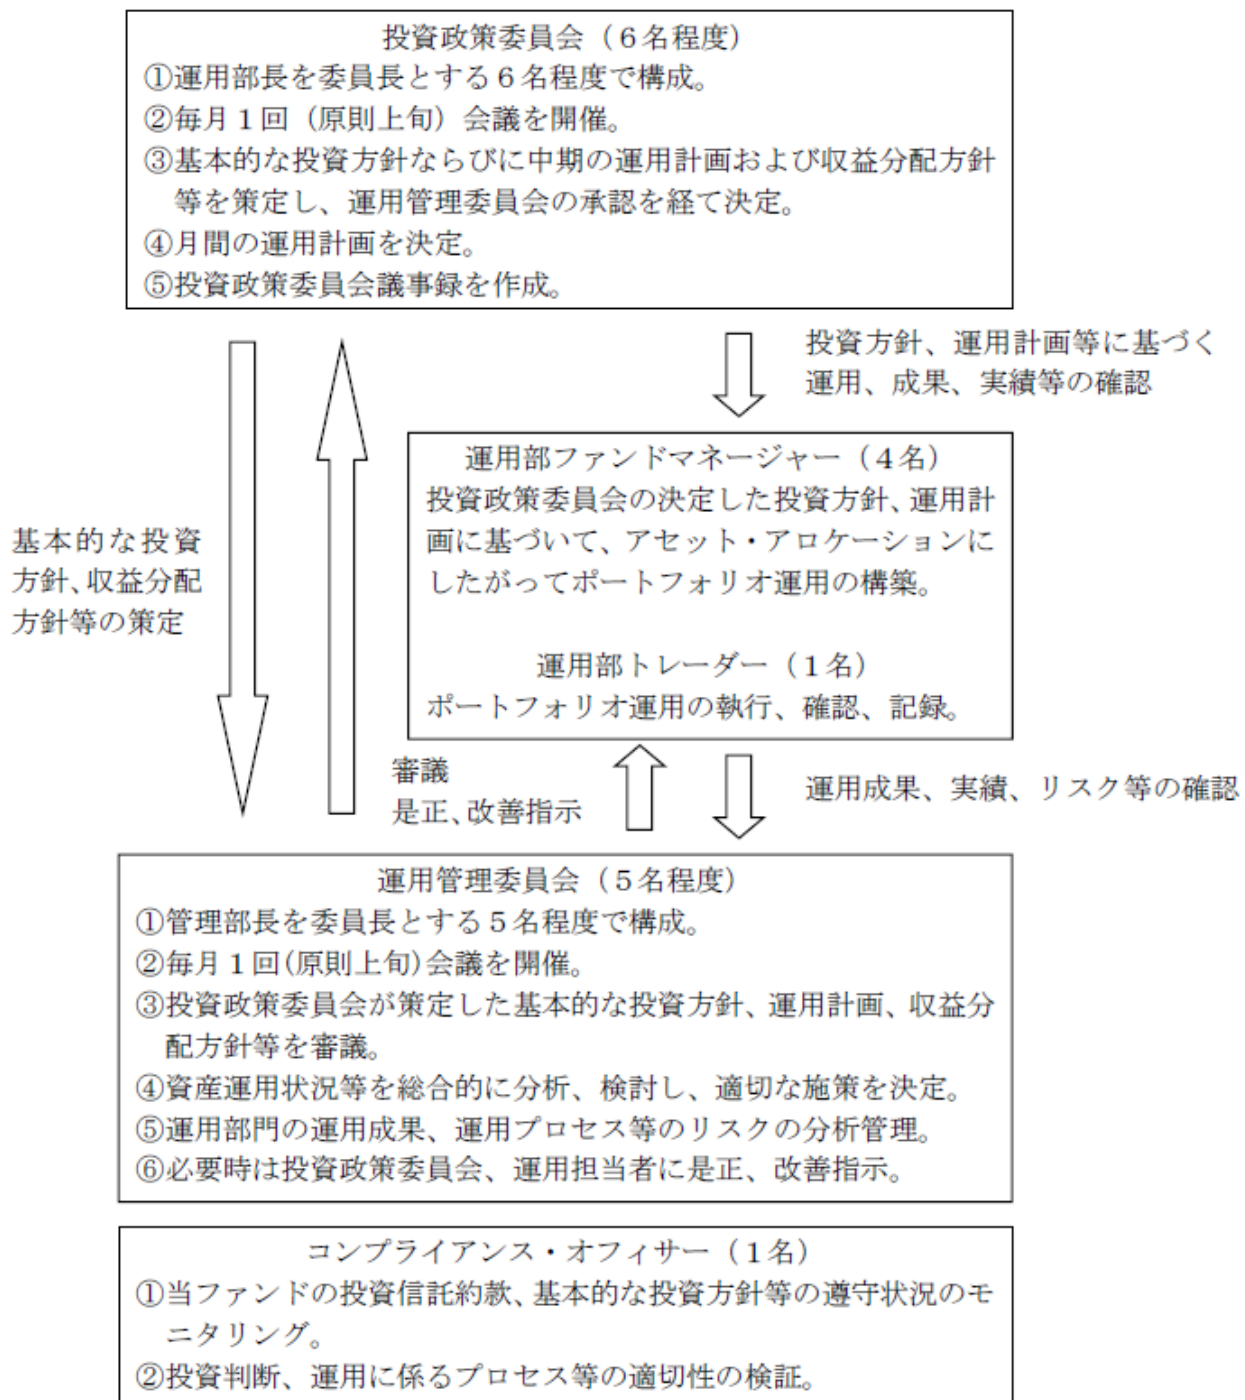 投資政策委員会（６名程度）
①運用部長を委員長とする６名程度で構成。
②毎月１回（原則上旬）会議を開催。
③基本的な投資方針ならびに中期の運用計画および収益分配方針
等を策定し、運用管理委員会の承認を経て決定。
④月間の運用計画を決定。
⑤投資政策委員会議事録を作成。
投資方針、運用計画等に基づく
運用、成果、実績等の確認
運用部ファンドマネージャー（４名）
投資政策委員会の決定した投資方針、運用計
画に基づいて、アセット・アロケーションに
したがってポートフォリオ運用の構築。
運用部トレーダー（１名）
ポートフォリオ運用の執行、確認、記録。
基本的な投資
方針、収益分配
方針等の策定
審議
是正、改善指示
運用成果、実績、リスク等の確認
運用管理委員会（５名程度）
①管理部長を委員長とする５名程度で構成。
②毎月１回(原則上旬)会議を開催。
③投資政策委員会が策定した基本的な投資方針、運用計画、収益分
配方針等を審議。
④資産運用状況等を総合的に分析、検討し、適切な施策を決定。
⑤運用部門の運用成果、運用プロセス等のリスクの分析管理。
⑥必要時は投資政策委員会、運用担当者に是正、改善指示。
コンプライアンス・オフィサー（１名）
①当ファンドの投資信託約款、基本的な投資方針等の遵守状況のモ
ニタリング。
②投資判断、運用に係るプロセス等の適切性の検証。